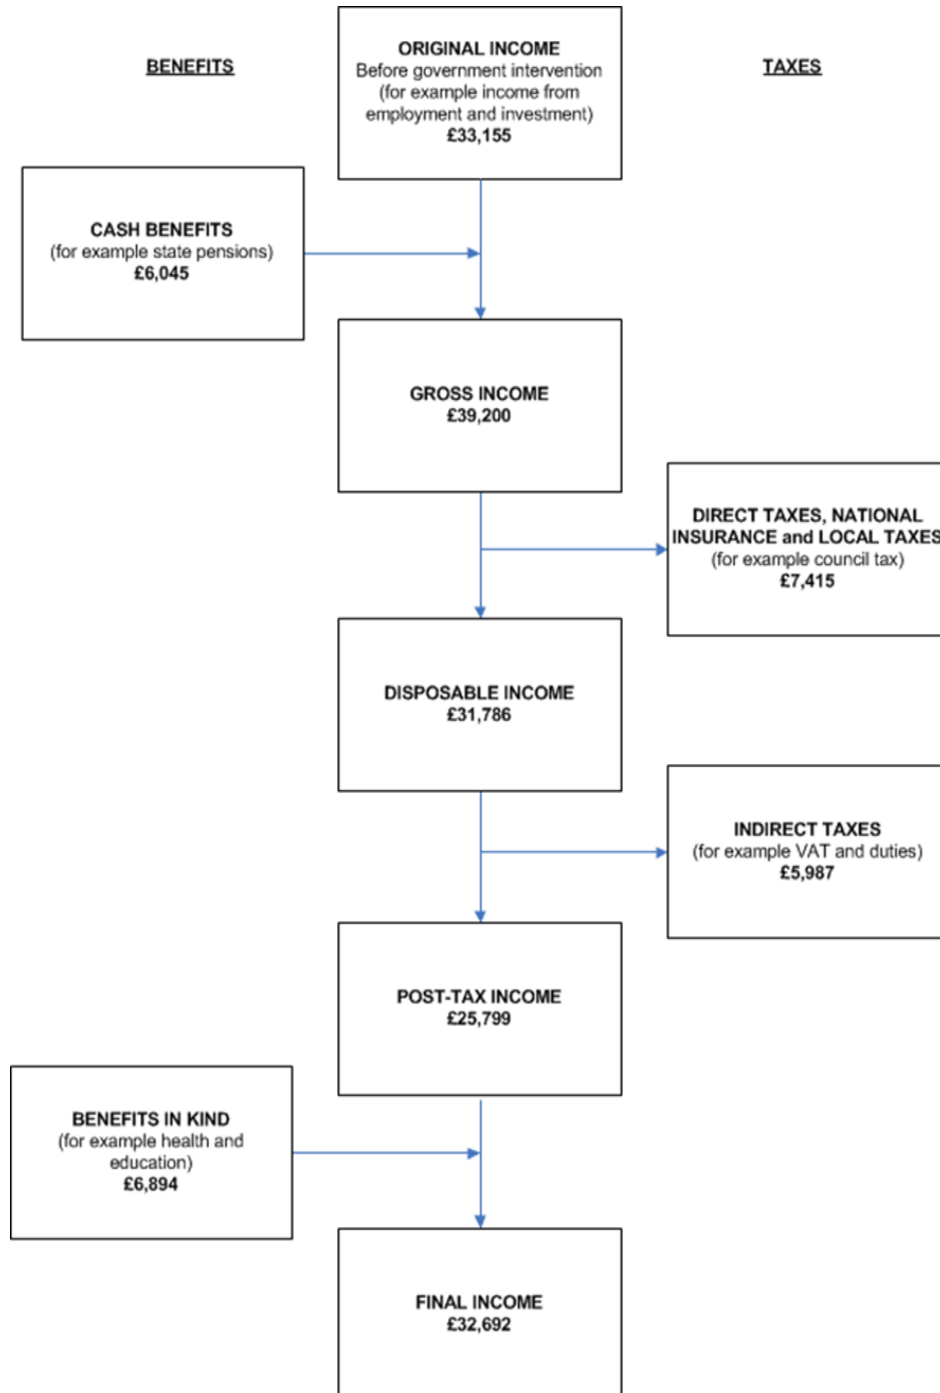 BENEFITS
TAXES
ORIGINAL INCOME
Before government intervention
(for example income from
employment and investment)
£33,155
CASH BENEFITS
(for example state pensions)
£6,045
GROSS INCOME
£39,200
DIRECT TAXES, NATIONAL
INSURANCE and LOCAL TAXES
(for example council tax)
£7,415
DISPOSABLE INCOME
£31,786
INDIRECT TAXES
(for example VAT and duties)
£5,987
POST-TAX INCOME
£25,799
BENEFITS IN KIND
(for example health and
education)
£6,894
FINAL INCOME
£32,692